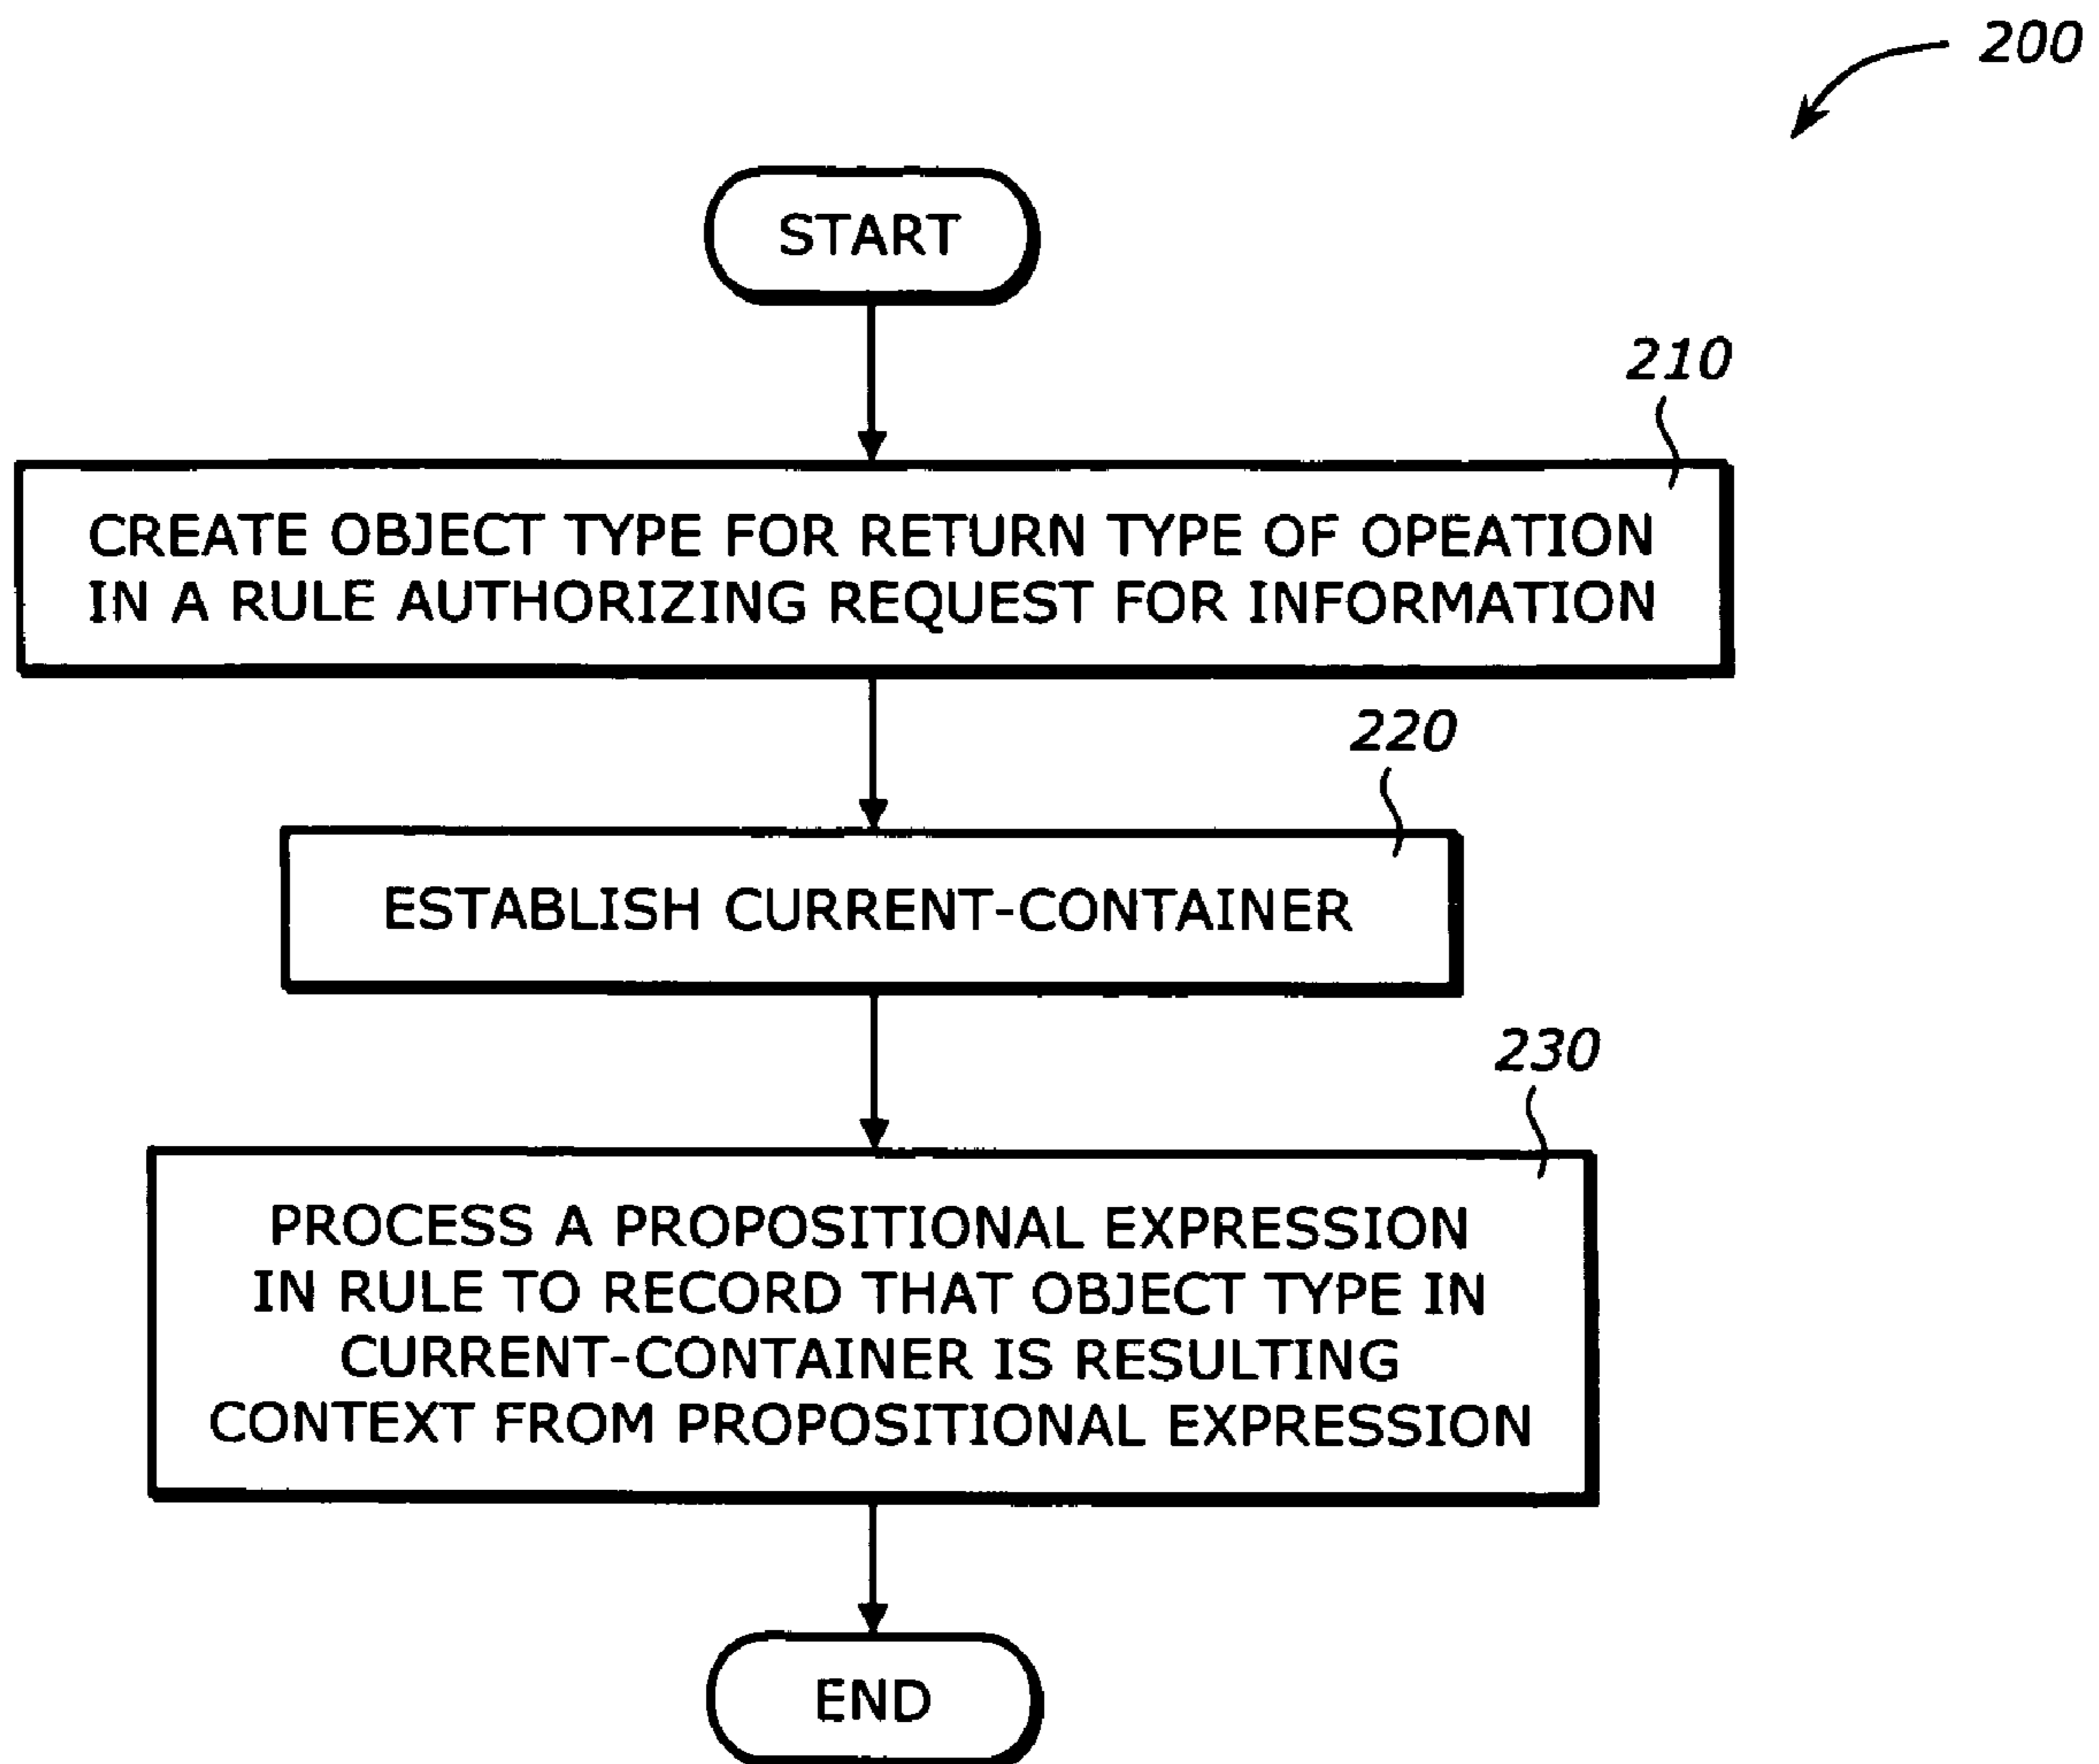 200
START
210
CREATE OBJECT TYPE FOR RETURN TYPE OF OPEATION
IN A RULE AUTHORIZING REQUEST FOR INFORMATION
220
ESTABLISH CURRENT-CONTAINER
230
PROCESS A PROPOSITIONAL EXPRESSION
IN RULE TO RECORD THAT OBJECT TYPE IN
CURRENT-CONTAINER IS RESULTING
CONTEXT FROM PROPOSITIONAL EXPRESSION
END